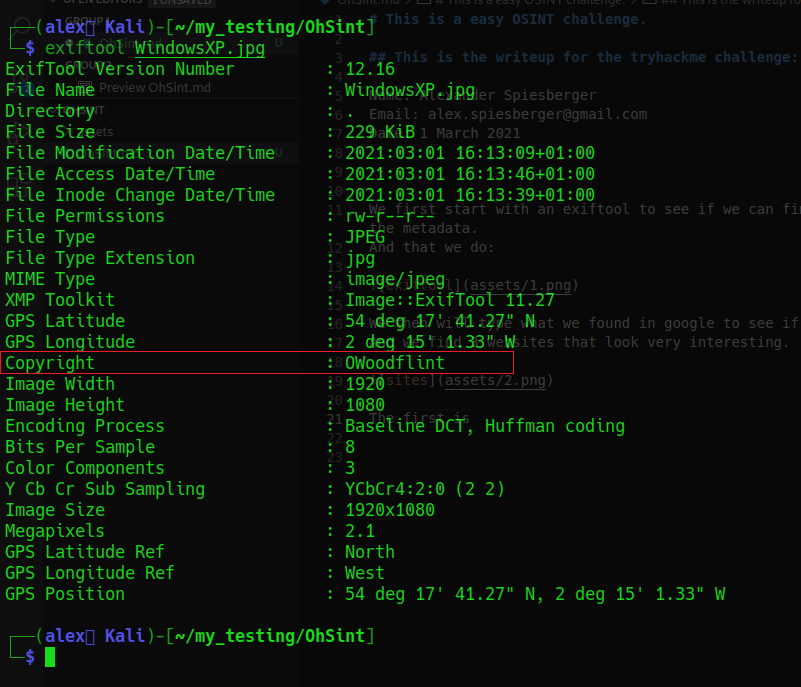 ┌──(alex Kali)-[~/my_testing/OhSint]
└─$ exiftool WindowsXP.jpg
ExifTool Version Number : 12.16
File Name : WindowsXP.jpg
Directory : .
File Size : 229 KiB
File Modification Date/Time : 2021:03:01 16:13:09+01:00
File Access Date/Time : 2021:03:01 16:13:46+01:00
File Inode Change Date/Time : 2021:03:01 16:13:39+01:00
File Permissions : rw-r--r--
File Type : JPEG
File Type Extension : jpg
MIME Type : image/jpeg
XMP Toolkit : Image::ExifTool 11.27
GPS Latitude : 54 deg 17' 41.27" N
GPS Longitude : 2 deg 15' 1.33" W
Copyright : OWoodflint
Image Width : 1920
Image Height : 1080
Encoding Process : Baseline DCT, Huffman coding
Bits Per Sample : 8
Color Components : 3
Y Cb Cr Sub Sampling : YCbCr4:2:0 (2 2)
Image Size : 1920x1080
Megapixels : 2.1
GPS Latitude Ref : North
GPS Longitude Ref : West
GPS Position : 54 deg 17' 41.27" N, 2 deg 15' 1.33" W
┌──(alex Kali)-[~/my_testing/OhSint]
└─$
# This is a easy OSINT challenge.
## This is the writeup for the tryhackme challenge:
Name: Alexander Spiesberger
Email: alex.spiesberger@gmail.com
Date: 1 March 2021
We first start with an exiftool to see if we can fin
the metadata.
And that we do:
![exiftool](assets/1.png)
We then will type what we found in google to see if
find websites that look very interesting.
![sites](assets/2.png)
The first is
Preview OhSint.md